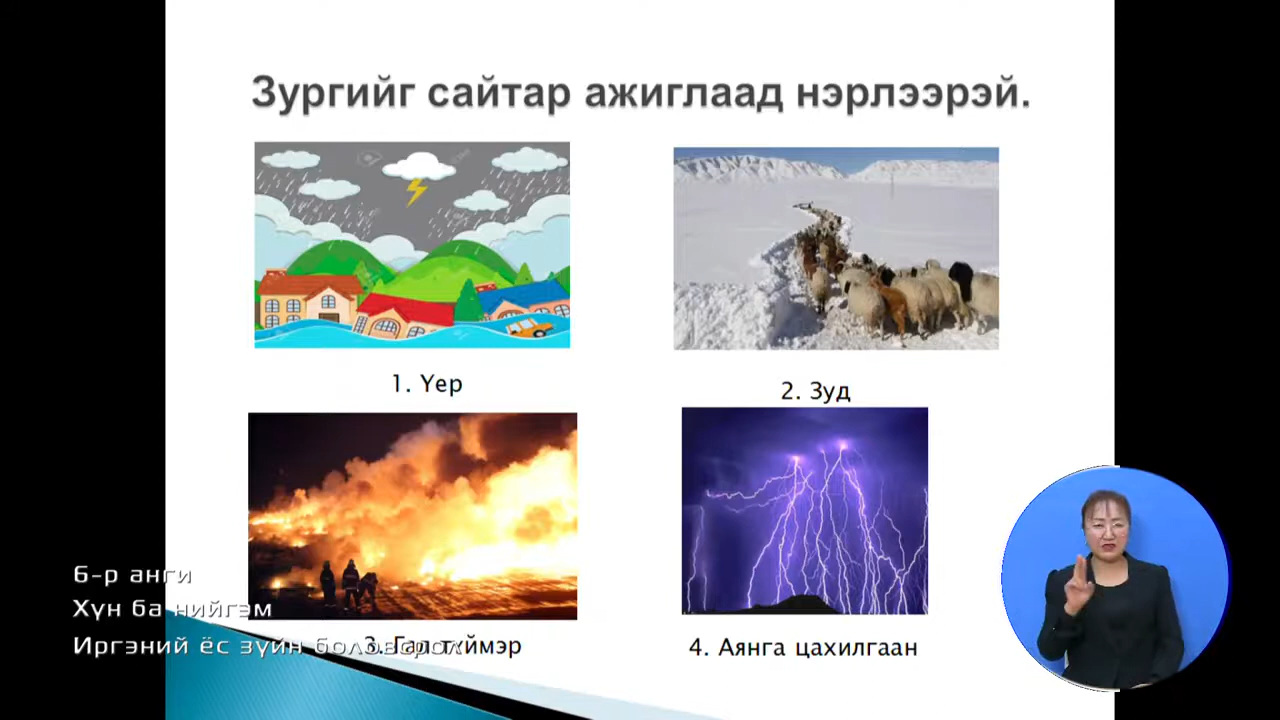 Зургийг сайтар ажиглаад нэрлээрэй.
1. Үер
2. Зуд
3. Гал түймэр
4. Аянга цахилгаан
6-р анги
Хүн ба нийгэм
Иргэний ёс зүйн боловсрол